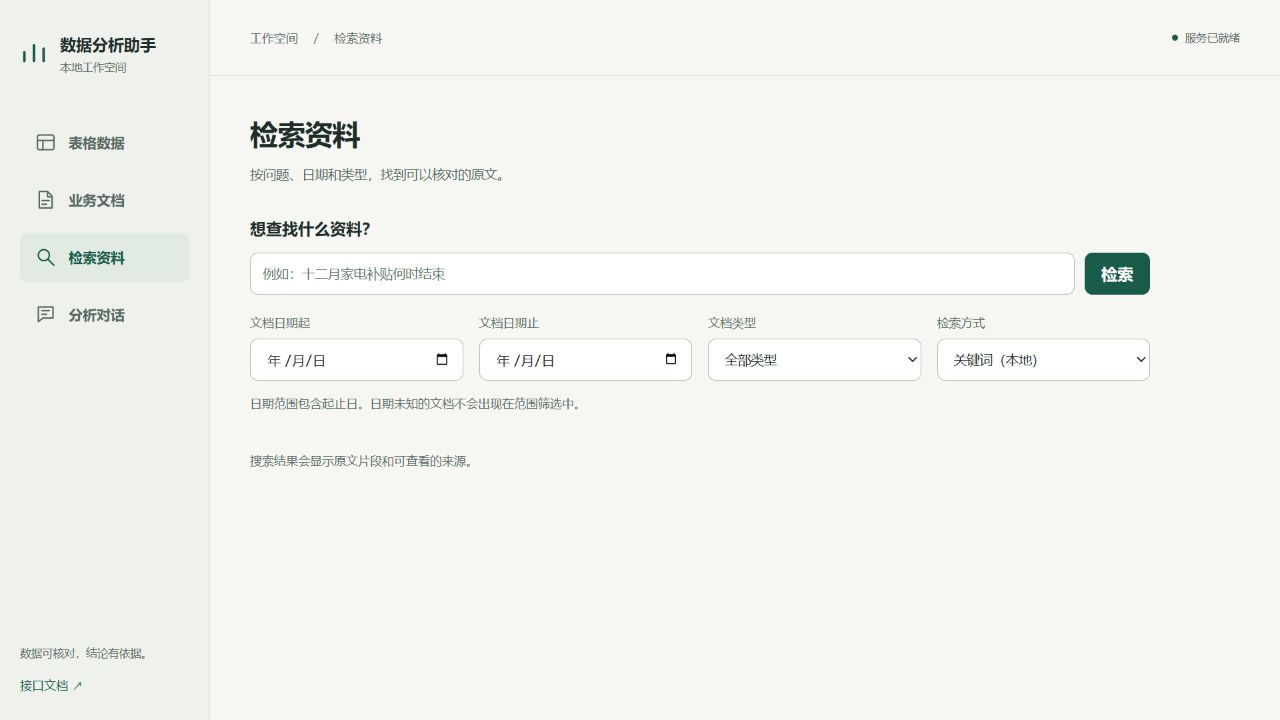 数据分析助手
本地工作空间
表格数据
业务文档
检索资料
分析对话
数据可核对，结论有依据。
接口文档 ↗
工作空间 / 检索资料
服务已就绪
检索资料
按问题、日期和类型，找到可以核对的原文。
想查找什么资料？
例如：十二月家电补贴何时结束
检索
文档日期起
文档日期止
文档类型
检索方式
年 /月/日
年 /月/日
全部类型
关键词（本地）
日期范围包含起止日。日期未知的文档不会出现在范围筛选中。
搜索结果会显示原文片段和可查看的来源。